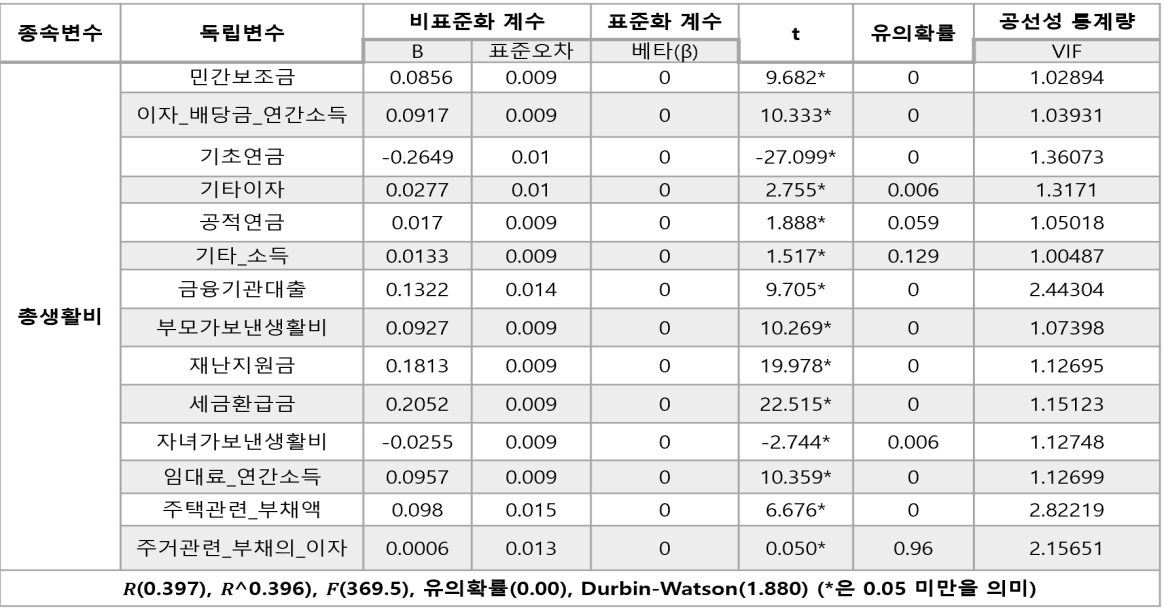 종속변수 독립변수 비표준화 계수 표준화 계수 t 유의확률 공선성 통계량
B 표준오차 베타(β) VIF
민간보조금 0.0856 0.009 0 9.682* 0 1.02894
이자_배당금_연간소득 0.0917 0.009 0 10.333* 0 1.03931
기초연금 -0.2649 0.01 0 -27.099* 0 1.36073
기타이자 0.0277 0.01 0 2.755* 0.006 1.3171
공적연금 0.017 0.009 0 1.888* 0.059 1.05018
기타_소득 0.0133 0.009 0 1.517* 0.129 1.00487
금융기관대출 0.1322 0.014 0 9.705* 0 2.44304
총생활비
부모가보낸생활비 0.0927 0.009 0 10.269* 0 1.07398
재난지원금 0.1813 0.009 0 19.978* 0 1.12695
세금환급금 0.2052 0.009 0 22.515* 0 1.15123
자녀가보낸생활비 -0.0255 0.009 0 -2.744* 0.006 1.12748
임대료_연간소득 0.0957 0.009 0 10.359* 0 1.12699
주택관련_부채액 0.098 0.015 0 6.676* 0 2.82219
주거관련_부채의_이자 0.0006 0.013 0 0.050* 0.96 2.15651
R(0.397), R^0.396), F(369.5), 유의확률(0.00), Durbin-Watson(1.880) (*은 0.05 미만을 의미)